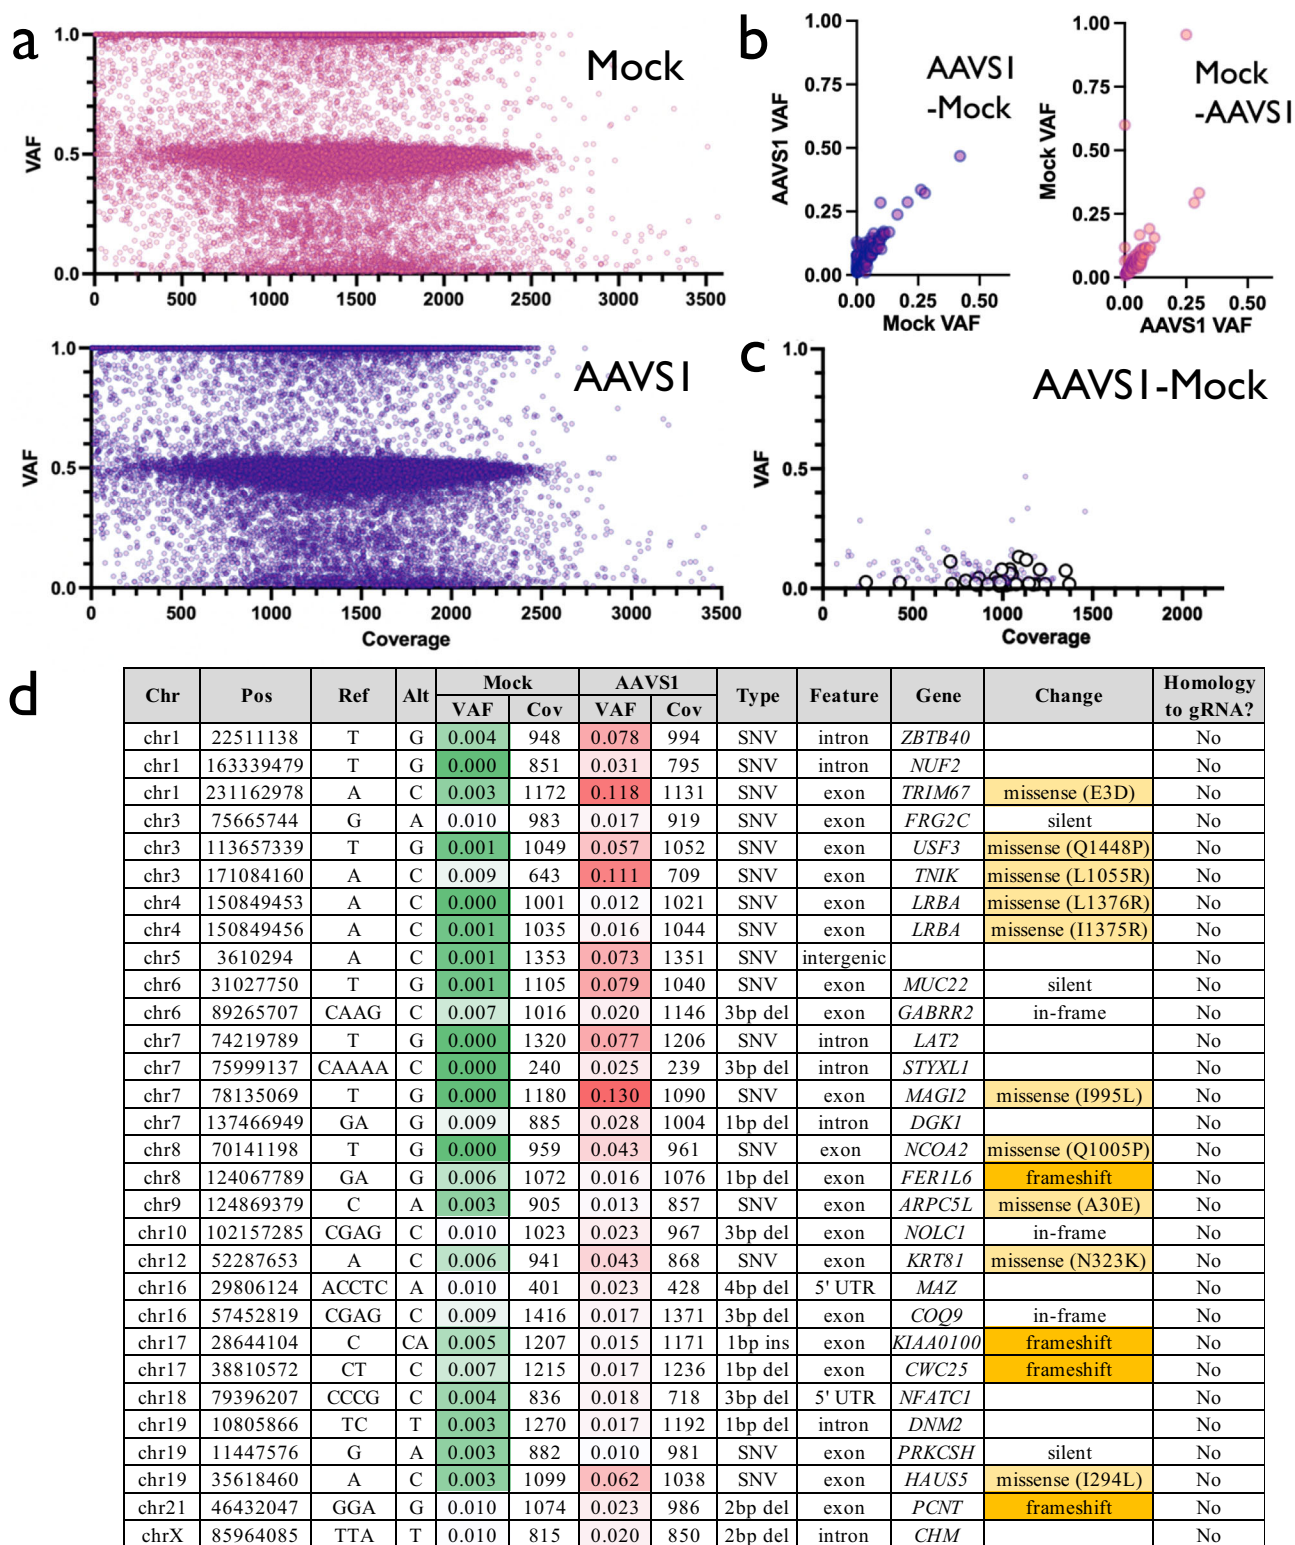 a
Mock
VAF
1.0
0.5
0.0
0 500 1000 1500 2000 2500 3000 3500
AAVS1
VAF
1.0
0.5
0.0
0 500 1000 1500 2000 2500 3000 3500
Coverage
b
AAVS1
-Mock
AAVS1 VAF
1.00
0.75
0.50
0.25
0.00
0.00 0.25 0.50
Mock VAF
Mock
-AAVS1
Mock VAF
1.00
0.75
0.50
0.25
0.00
0.00 0.25 0.50
AAVS1 VAF
c
AAVS1-Mock
VAF
1.0
0.5
0.0
0 500 1000 1500 2000
Coverage
d
Chr Pos Ref Alt Mock AAVS1 Type Feature Gene Change Homology to gRNA?
VAF Cov VAF Cov
chr1 22511138 T G 0.004 948 0.078 994 SNV intron ZBTB40 No
chr1 163339479 T G 0.000 851 0.031 795 SNV intron NUF2 No
chr1 231162978 A C 0.003 1172 0.118 1131 SNV exon TRIM67 missense (E3D) No
chr3 75665744 G A 0.010 983 0.017 919 SNV exon FRG2C silent No
chr3 113657339 T G 0.001 1049 0.057 1052 SNV exon USF3 missense (Q1448P) No
chr3 171084160 A C 0.009 643 0.111 709 SNV exon TNIK missense (L1055R) No
chr4 150849453 A C 0.000 1001 0.012 1021 SNV exon LRBA missense (L1376R) No
chr4 150849456 A C 0.001 1035 0.016 1044 SNV exon LRBA missense (I1375R) No
chr5 3610294 A C 0.001 1353 0.073 1351 SNV intergenic No
chr6 31027750 T G 0.001 1105 0.079 1040 SNV exon MUC22 silent No
chr6 89265707 CAAG C 0.007 1016 0.020 1146 3bp del exon GABRR2 in-frame No
chr7 74219789 T G 0.000 1320 0.077 1206 SNV intron LAT2 No
chr7 75999137 CAAAA C 0.000 240 0.025 239 3bp del intron STYXL1 No
chr7 78135069 T G 0.000 1180 0.130 1090 SNV exon MAGI2 missense (I995L) No
chr7 137466949 GA G 0.009 885 0.028 1004 1bp del intron DGK1 No
chr8 70141198 T G 0.000 959 0.043 961 SNV exon NCOA2 missense (Q1005P) No
chr8 124067789 GA G 0.006 1072 0.016 1076 1bp del exon FER1L6 frameshift No
chr9 124869379 C A 0.003 905 0.013 857 SNV exon ARPC5L missense (A30E) No
chr10 102157285 CGAG C 0.010 1023 0.023 967 3bp del exon NOLC1 in-frame No
chr12 52287653 A C 0.006 941 0.043 868 SNV exon KRT81 missense (N323K) No
chr16 29806124 ACCTC A 0.010 401 0.023 428 4bp del 5' UTR MAZ No
chr16 57452819 CGAG C 0.009 1416 0.017 1371 3bp del exon COQ9 in-frame No
chr17 28644104 C CA 0.005 1207 0.015 1171 1bp ins exon KIAA0100 frameshift No
chr17 38810572 CT C 0.007 1215 0.017 1236 1bp del exon CWC25 frameshift No
chr18 79396207 CCCG C 0.004 836 0.018 718 3bp del 5' UTR NFATC1 No
chr19 10805866 TC T 0.003 1270 0.017 1192 1bp del intron DNM2 No
chr19 11447576 G A 0.003 882 0.010 981 SNV exon PRKCSH silent No
chr19 35618460 A C 0.003 1099 0.062 1038 SNV exon HAUS5 missense (I294L) No
chr21 46432047 GGA G 0.010 1074 0.023 986 2bp del exon PCNT frameshift No
chrX 85964085 TTA T 0.010 815 0.020 850 2bp del intron CHM No